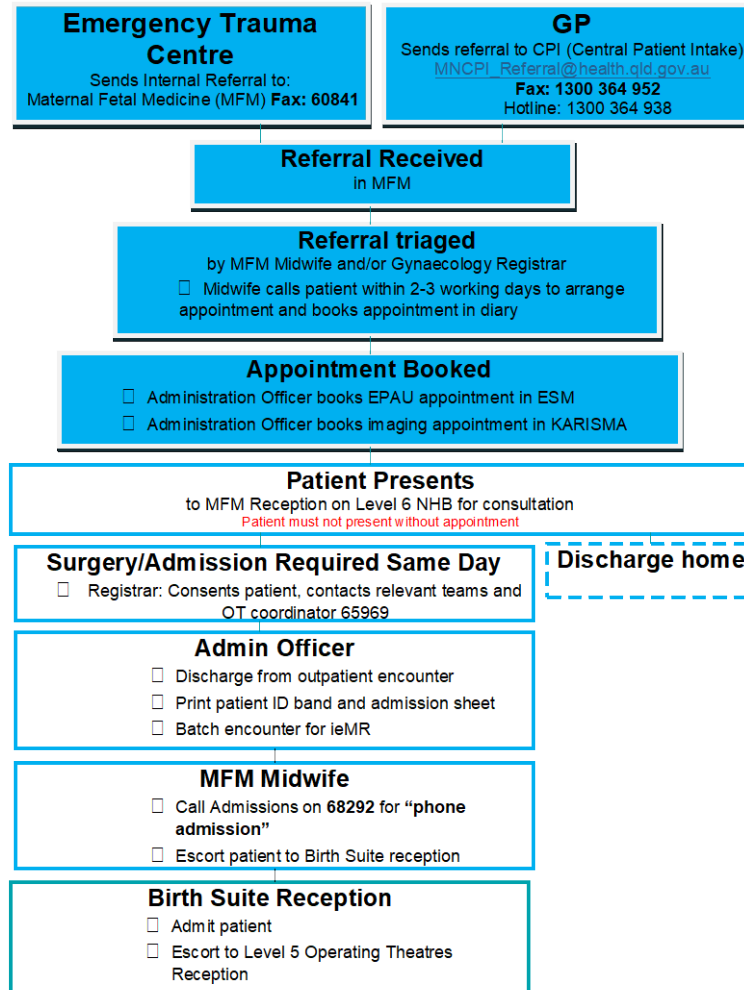 Emergency Trauma
Centre
Sends Internal Referral to:
Maternal Fetal Medicine (MFM) Fax: 60841
GP
Sends referral to CPI (Central Patient Intake)
MNCPI_Referral@health.qld.gov.au
Fax: 1300 364 952
Hotline: 1300 364 938
Referral Received
in MFM
Referral triaged
by MFM Midwife and/or Gynaecology Registrar
Midwife calls patient within 2-3 working days to arrange
appointment and books appointment in diary
Appointment Booked
Administration Officer books EPAU appointment in ESM
Administration Officer books imaging appointment in KARISMA
Patient Presents
to MFM Reception on Level 6 NHB for consultation
Patient must not present without appointment
Surgery/Admission Required Same Day
Registrar: Consents patient, contacts relevant teams and
OT coordinator 65969
Discharge home
Admin Officer
Discharge from outpatient encounter
Print patient ID band and admission sheet
Batch encounter for ieMR
MFM Midwife
Call Admissions on 68292 for “phone
admission”
Escort patient to Birth Suite reception
Birth Suite Reception
Admit patient
Escort to Level 5 Operating Theatres
Reception